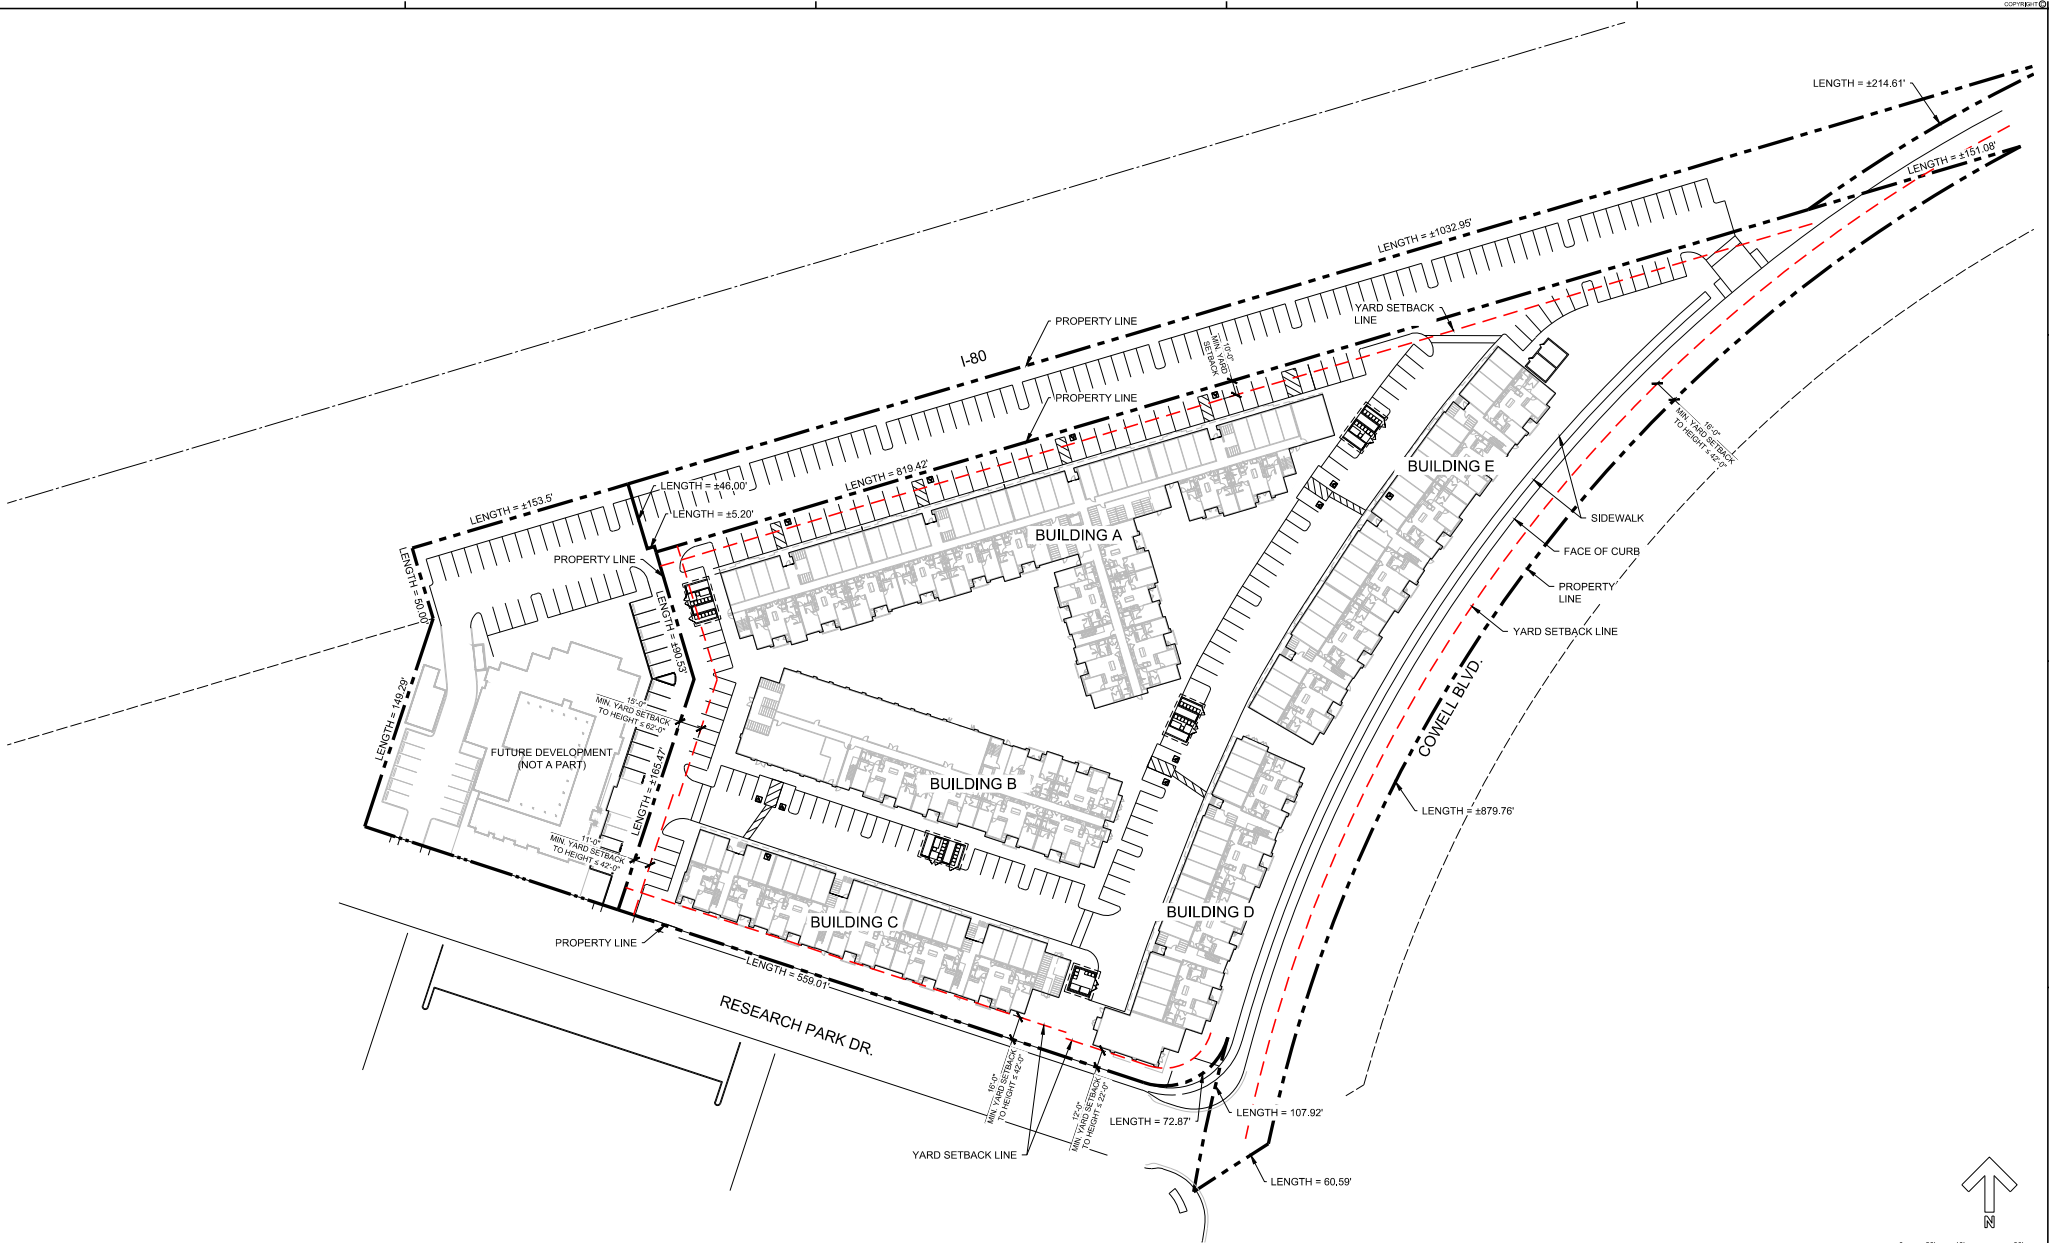 COPYRIGHT ©
LENGTH = ±214.61'
LENGTH = ±151.08'
LENGTH = ±1032.95'
YARD SETBACK
LINE
PROPERTY LINE
I-80
10'-0"
MIN. YARD
SETBACK
PROPERTY LINE
16'-0"
MIN. YARD SETBACK
TO HEIGHT ≤ 42'-0"
BUILDING E
LENGTH = 819.42'
LENGTH = ±46.00'
LENGTH = ±153.5'
LENGTH = ±5.20'
SIDEWALK
BUILDING A
FACE OF CURB
PROPERTY LINE
LENGTH = 50.00'
PROPERTY
LINE
LENGTH = ±90.53'
YARD SETBACK LINE
COWELL BLVD.
15'-0"
MIN. YARD SETBACK
TO HEIGHT ≤ 62'-0"
LENGTH = 149.29'
FUTURE DEVELOPMENT
(NOT A PART)
BUILDING B
LENGTH = ±165.47'
LENGTH = ±879.76'
11'-0"
MIN. YARD SETBACK
TO HEIGHT ≤ 42'-0"
BUILDING C
BUILDING D
PROPERTY LINE
LENGTH = 559.01'
RESEARCH PARK DR.
16'-0"
MIN. YARD SETBACK
TO HEIGHT ≤ 42'-0"
12'-0"
MIN. YARD SETBACK
TO HEIGHT ≤ 22'-0"
LENGTH = 72.87'
LENGTH = 107.92'
YARD SETBACK LINE
LENGTH = 60.59'
N